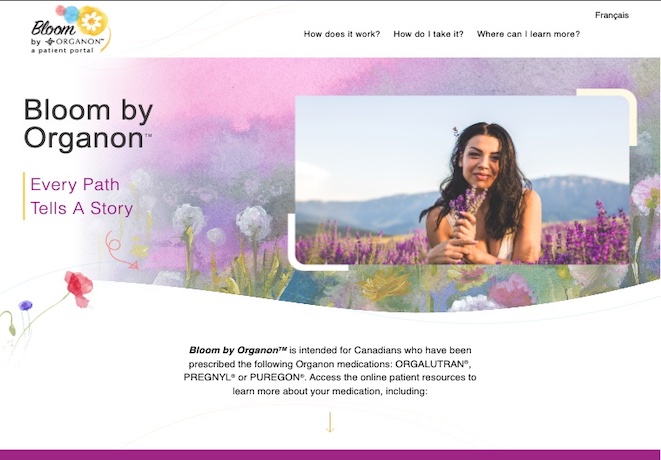 Français
Bloom
by ORGANON™
a patient portal
How does it work? How do I take it? Where can I learn more?
Bloom by
Organon™
Every Path
Tells A Story
Bloom by Organon™ is intended for Canadians who have been
prescribed the following Organon medications: ORGALUTRAN®,
PREGNYL® or PUREGON®. Access the online patient resources to
learn more about your medication, including: